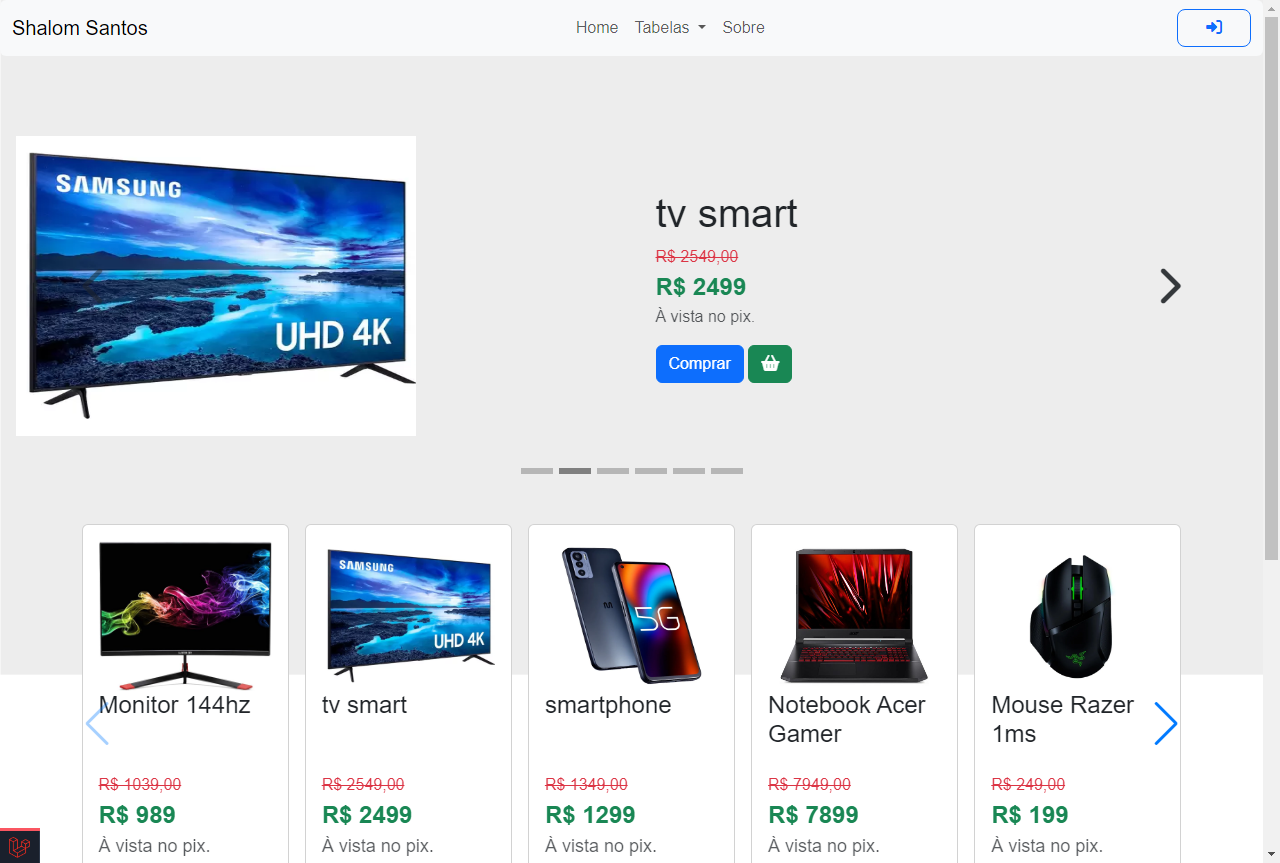 Shalom Santos
Home
Tabelas
Sobre
SAMSUNG
UHD 4K
tv smart
R$ 2549,00
R$ 2499
À vista no pix.
Comprar
SAMSUNG
UHD 4K
5G
Monitor 144hz
tv smart
smartphone
Notebook Acer
Gamer
Mouse Razer
1ms
R$ 1039,00
R$ 2549,00
R$ 1349,00
R$ 7949,00
R$ 249,00
R$ 989
R$ 2499
R$ 1299
R$ 7899
R$ 199
À vista no pix.
À vista no pix.
À vista no pix.
À vista no pix.
À vista no pix.